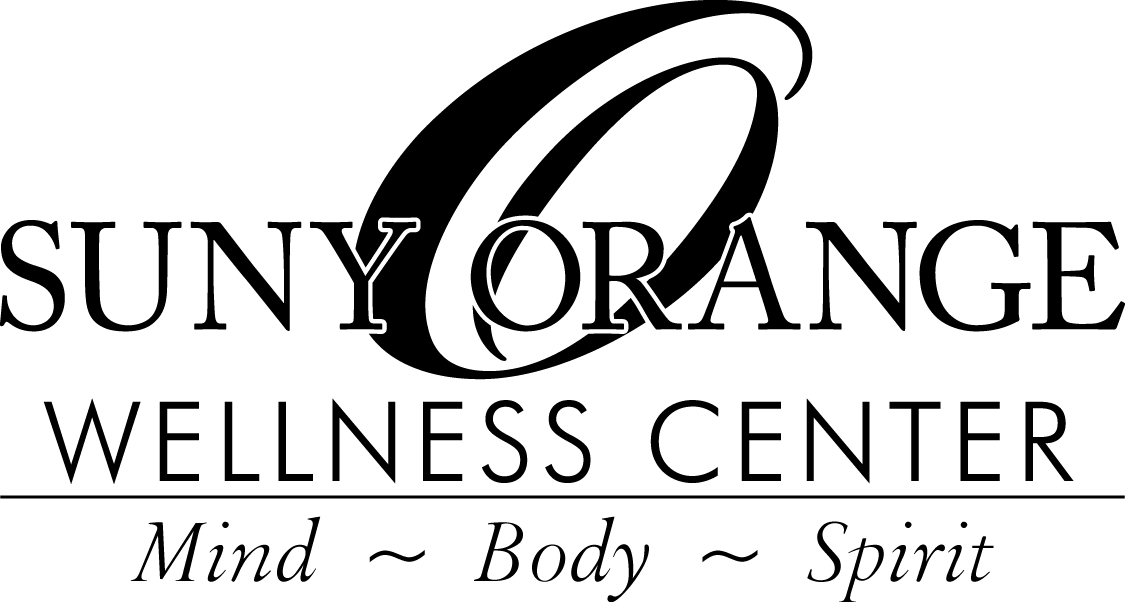 SUNY ORANGE
WELLNESS CENTER
Mind ~ Body ~ Spirit